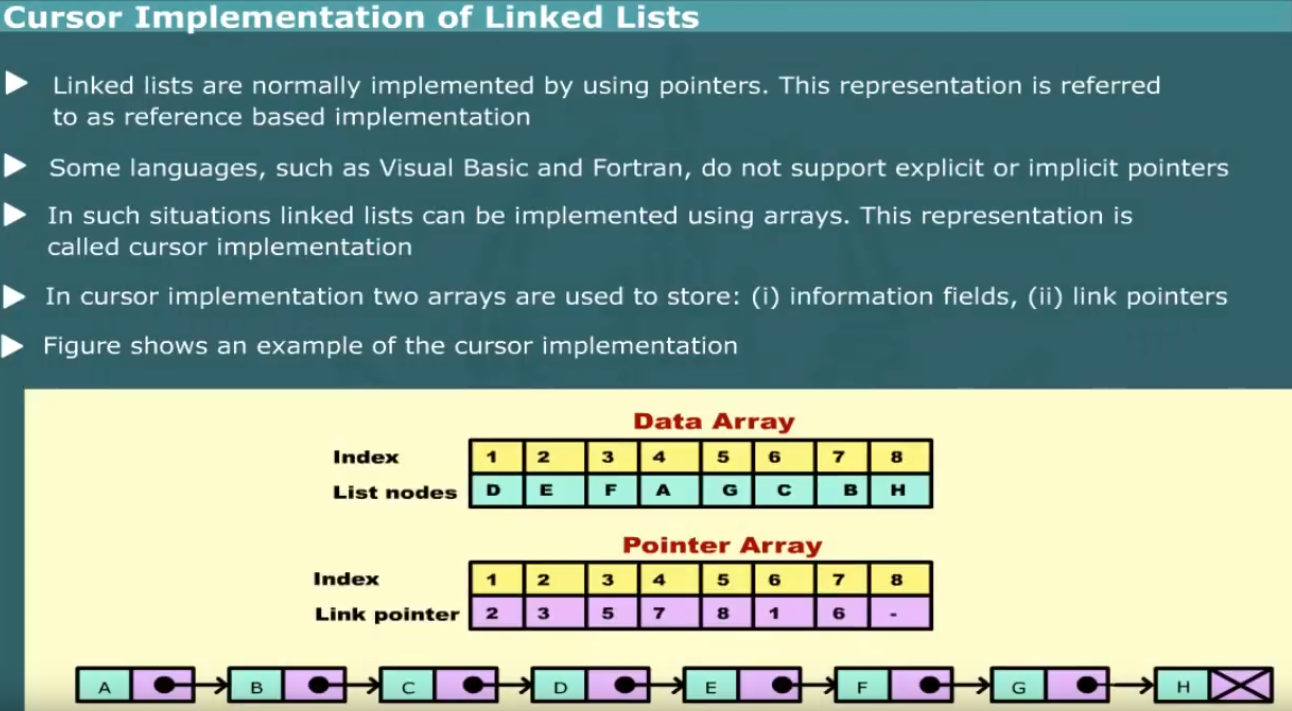 Cursor Implementation of Linked Lists
Linked lists are normally implemented by using pointers. This representation is referred
to as reference based implementation
Some languages, such as Visual Basic and Fortran, do not support explicit or implicit pointers
In such situations linked lists can be implemented using arrays. This representation is
called cursor implementation
In cursor implementation two arrays are used to store: (i) information fields, (ii) link pointers
Figure shows an example of the cursor implementation
Data Array
Index 1 2 3 4 5 6 7 8
List nodes D E F A G C B H
Pointer Array
Index 1 2 3 4 5 6 7 8
Link pointer 2 3 5 7 8 1 6 -
A B C D E F G H